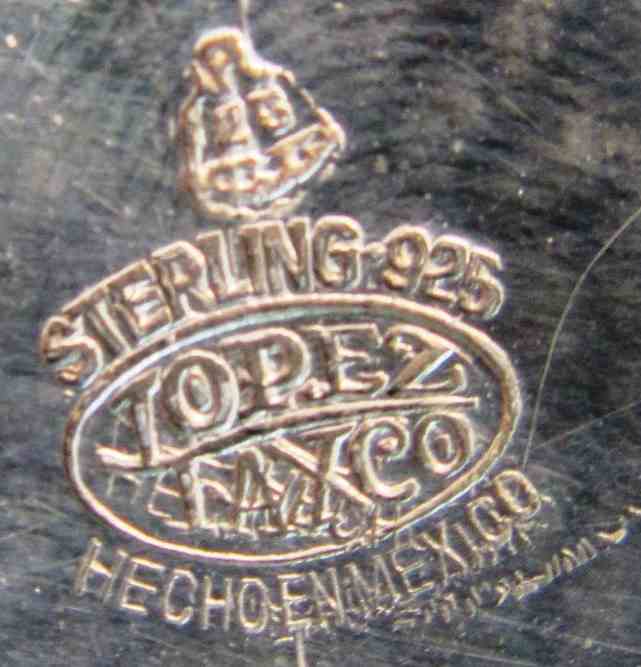 STERLING 925
LOPEZ
TAXCO
HECHO EN MEXICO